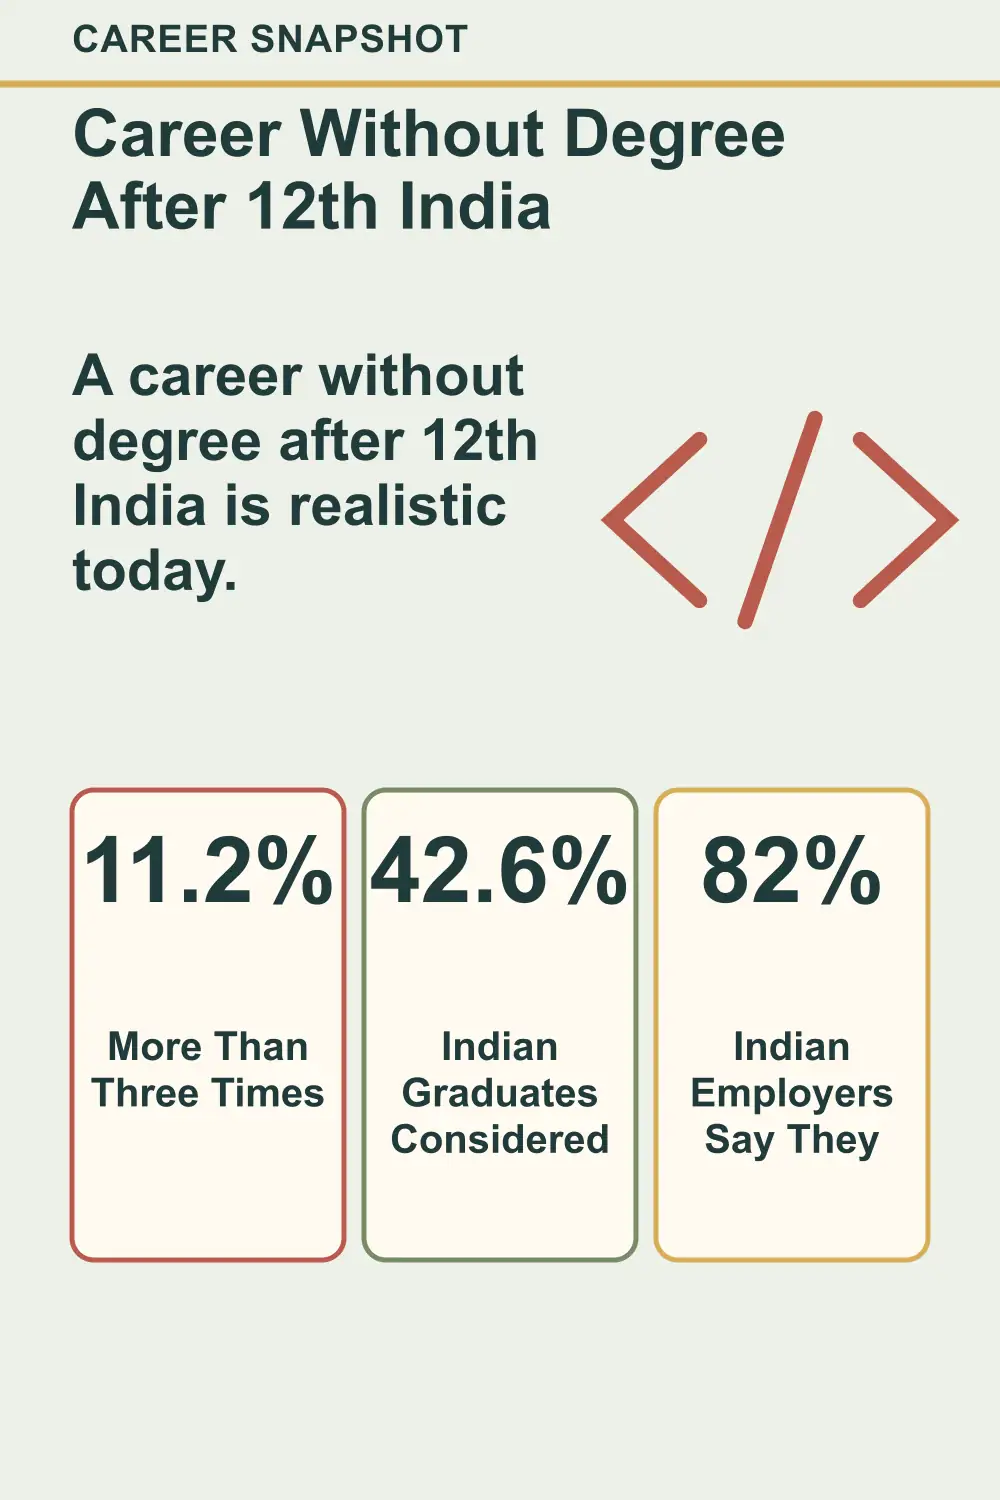 CAREER SNAPSHOT
Career Without Degree
After 12th India
A career without
degree after 12th
India is realistic
today.
11.2%
More Than
Three Times
42.6%
Indian
Graduates
Considered
82%
Indian
Employers
Say They